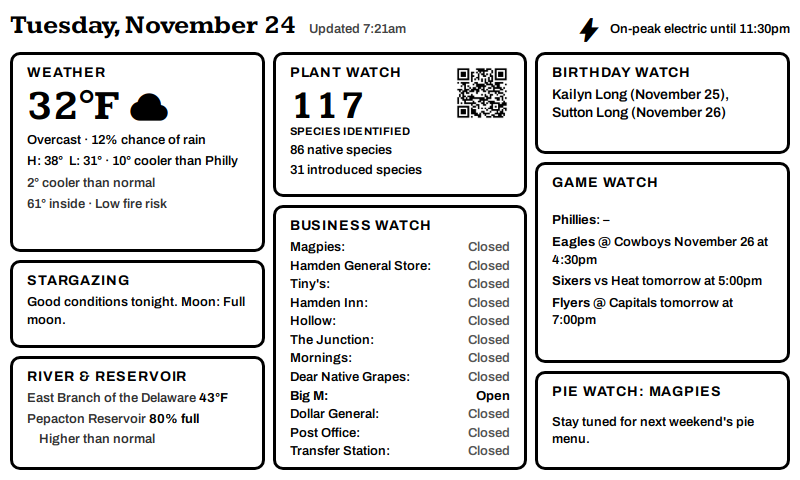 Tuesday, November 24 Updated 7:21am
On-peak electric until 11:30pm
WEATHER
32°F
Overcast · 12% chance of rain
H: 38° L: 31° · 10° cooler than Philly
2° cooler than normal
61° inside · Low fire risk
STARGAZING
Good conditions tonight. Moon: Full
moon.
RIVER & RESERVOIR
East Branch of the Delaware 43°F
Pepacton Reservoir 80% full
Higher than normal
PLANT WATCH
117
SPECIES IDENTIFIED
86 native species
31 introduced species
BUSINESS WATCH
Magpies: Closed
Hamden General Store: Closed
Tiny's: Closed
Hamden Inn: Closed
Hollow: Closed
The Junction: Closed
Mornings: Closed
Dear Native Grapes: Closed
Big M: Open
Dollar General: Closed
Post Office: Closed
Transfer Station: Closed
BIRTHDAY WATCH
Kailyn Long (November 25),
Sutton Long (November 26)
GAME WATCH
Phillies: –
Eagles @ Cowboys November 26 at
4:30pm
Sixers vs Heat tomorrow at 5:00pm
Flyers @ Capitals tomorrow at
7:00pm
PIE WATCH: MAGPIES
Stay tuned for next weekend's pie
menu.